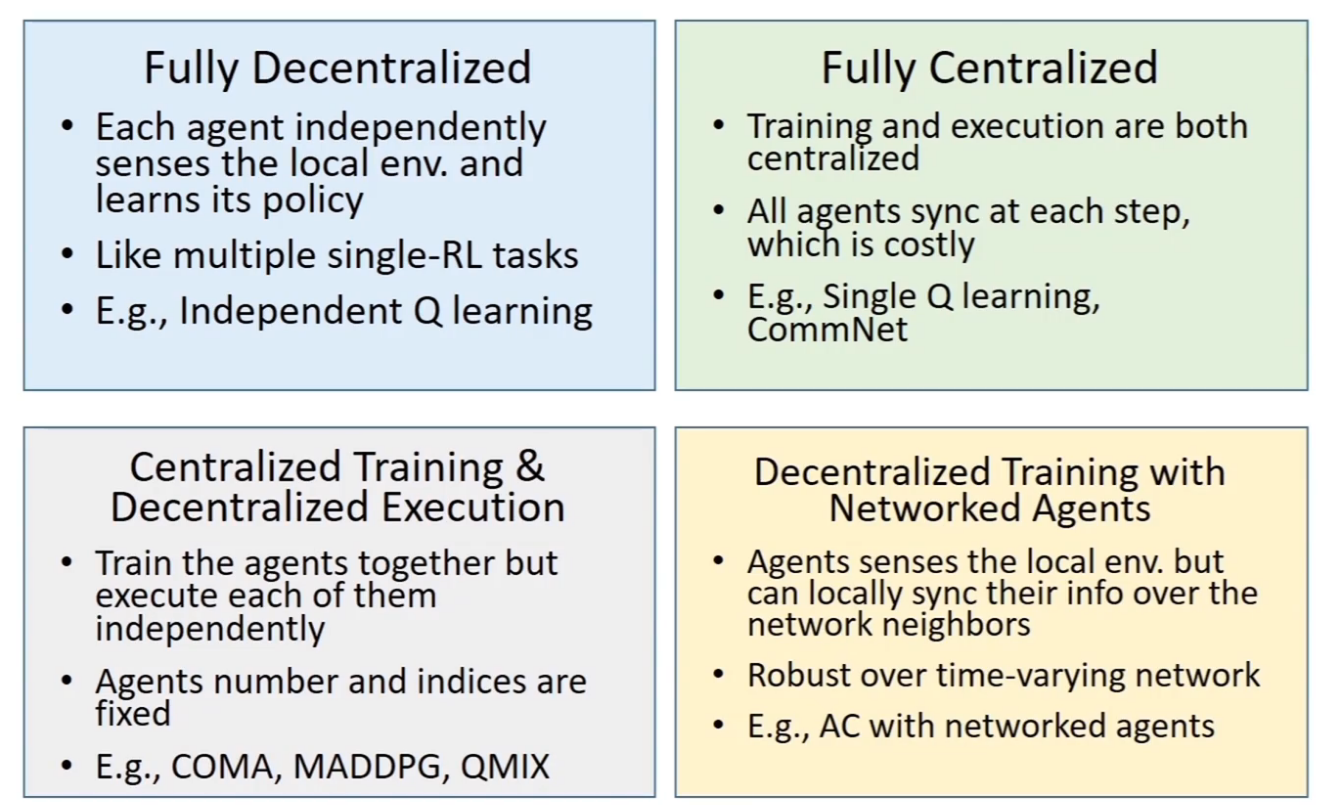 Fully Decentralized
• Each agent independently
senses the local env. and
learns its policy
• Like multiple single-RL tasks
• E.g., Independent Q learning
Fully Centralized
• Training and execution are both
centralized
• All agents sync at each step,
which is costly
• E.g., Single Q learning,
CommNet
Centralized Training &
Decentralized Execution
• Train the agents together but
execute each of them
independently
• Agents number and indices are
fixed
• E.g., COMA, MADDPG, QMIX
Decentralized Training with
Networked Agents
• Agents senses the local env. but
can locally sync their info over the
network neighbors
• Robust over time-varying network
• E.g., AC with networked agents